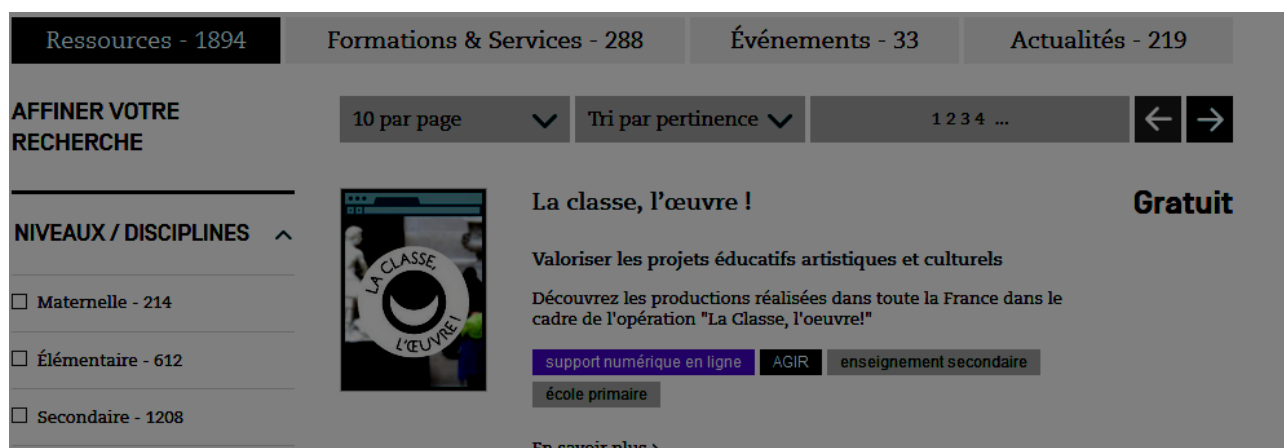 Ressources - 1894
Formations & Services - 288
Événements - 33
Actualités - 219
AFFINER VOTRE
RECHERCHE
10 par page
Tri par pertinence
1 2 3 4 ...
NIVEAUX / DISCIPLINES
Maternelle - 214
Élémentaire - 612
Secondaire - 1208
LA CLASSE,
L'ŒUVRE !
La classe, l'œuvre !
Gratuit
Valoriser les projets éducatifs artistiques et culturels
Découvrez les productions réalisées dans toute la France dans le
cadre de l'opération "La Classe, l'oeuvre!"
support numérique en ligne
AGIR
enseignement secondaire
école primaire
En savoir plus >